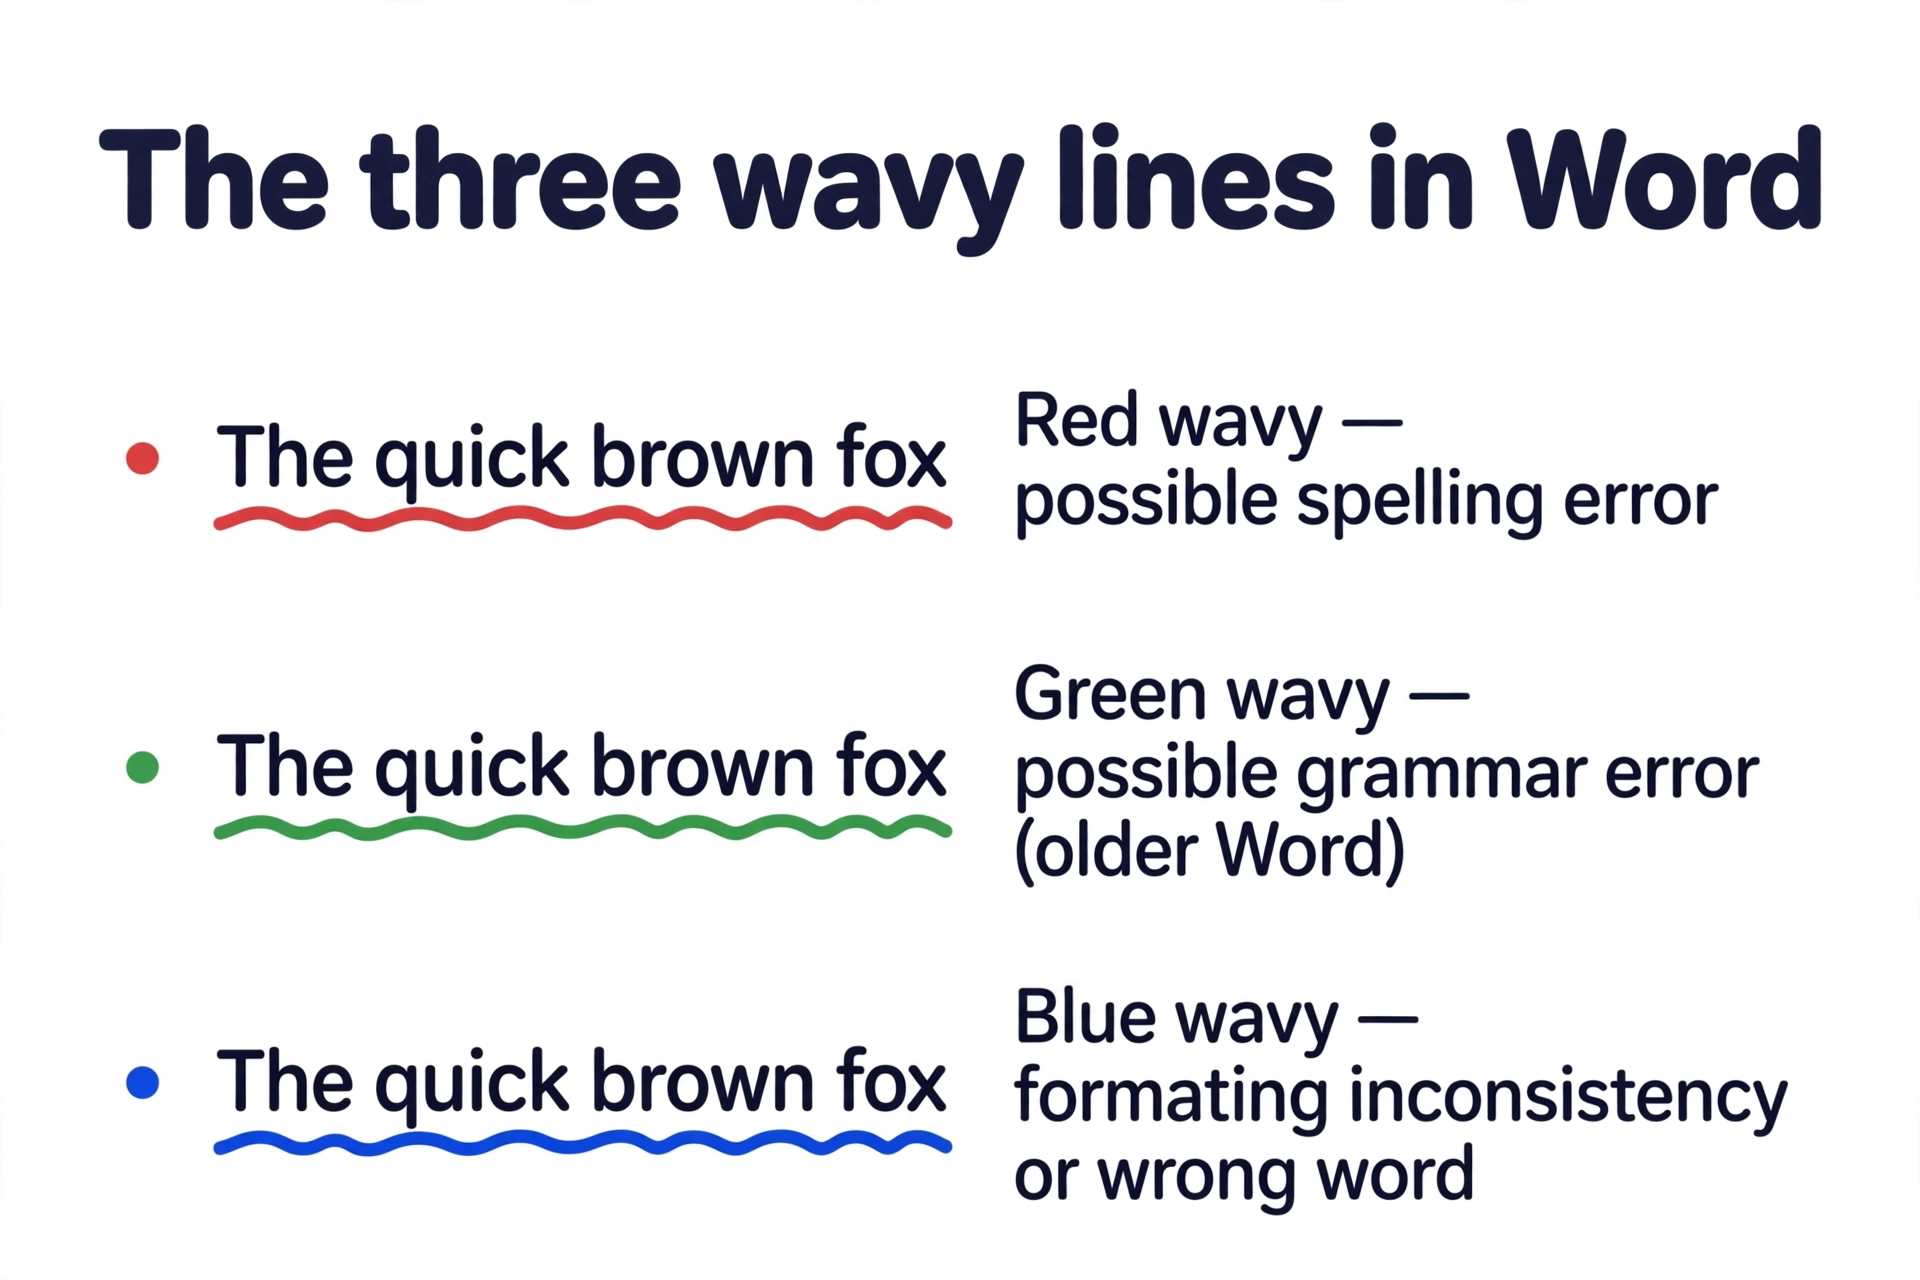 The three wavy lines in Word
The quick brown fox
Red wavy —
possible spelling error
The quick brown fox
Green wavy —
possible grammar error
(older Word)
The quick brown fox
Blue wavy —
formating inconsistency
or wrong word